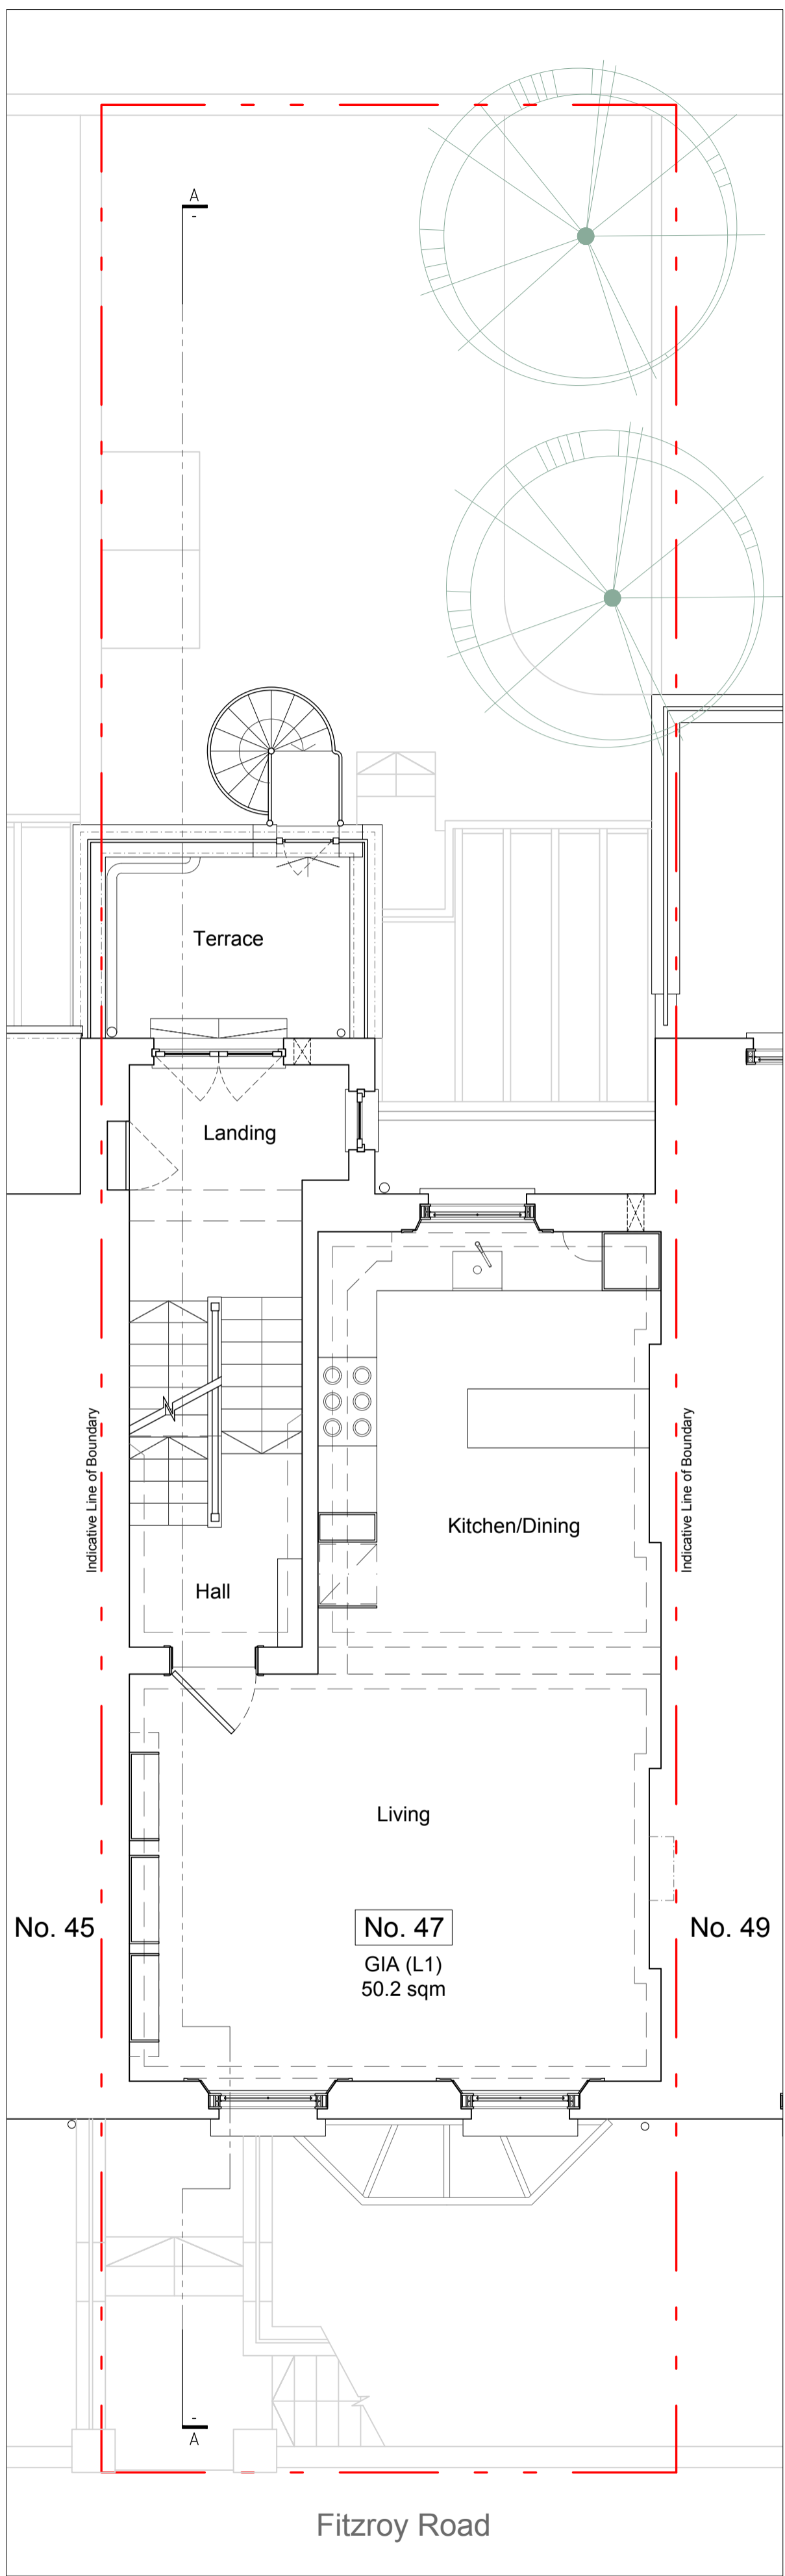 A
-
Terrace
Landing
Indicative Line of Boundary
Indicative Line of Boundary
Kitchen/Dining
Hall
Living
No. 45
No. 47
No. 49
GIA (L1)
50.2 sqm
-
A
Fitzroy Road